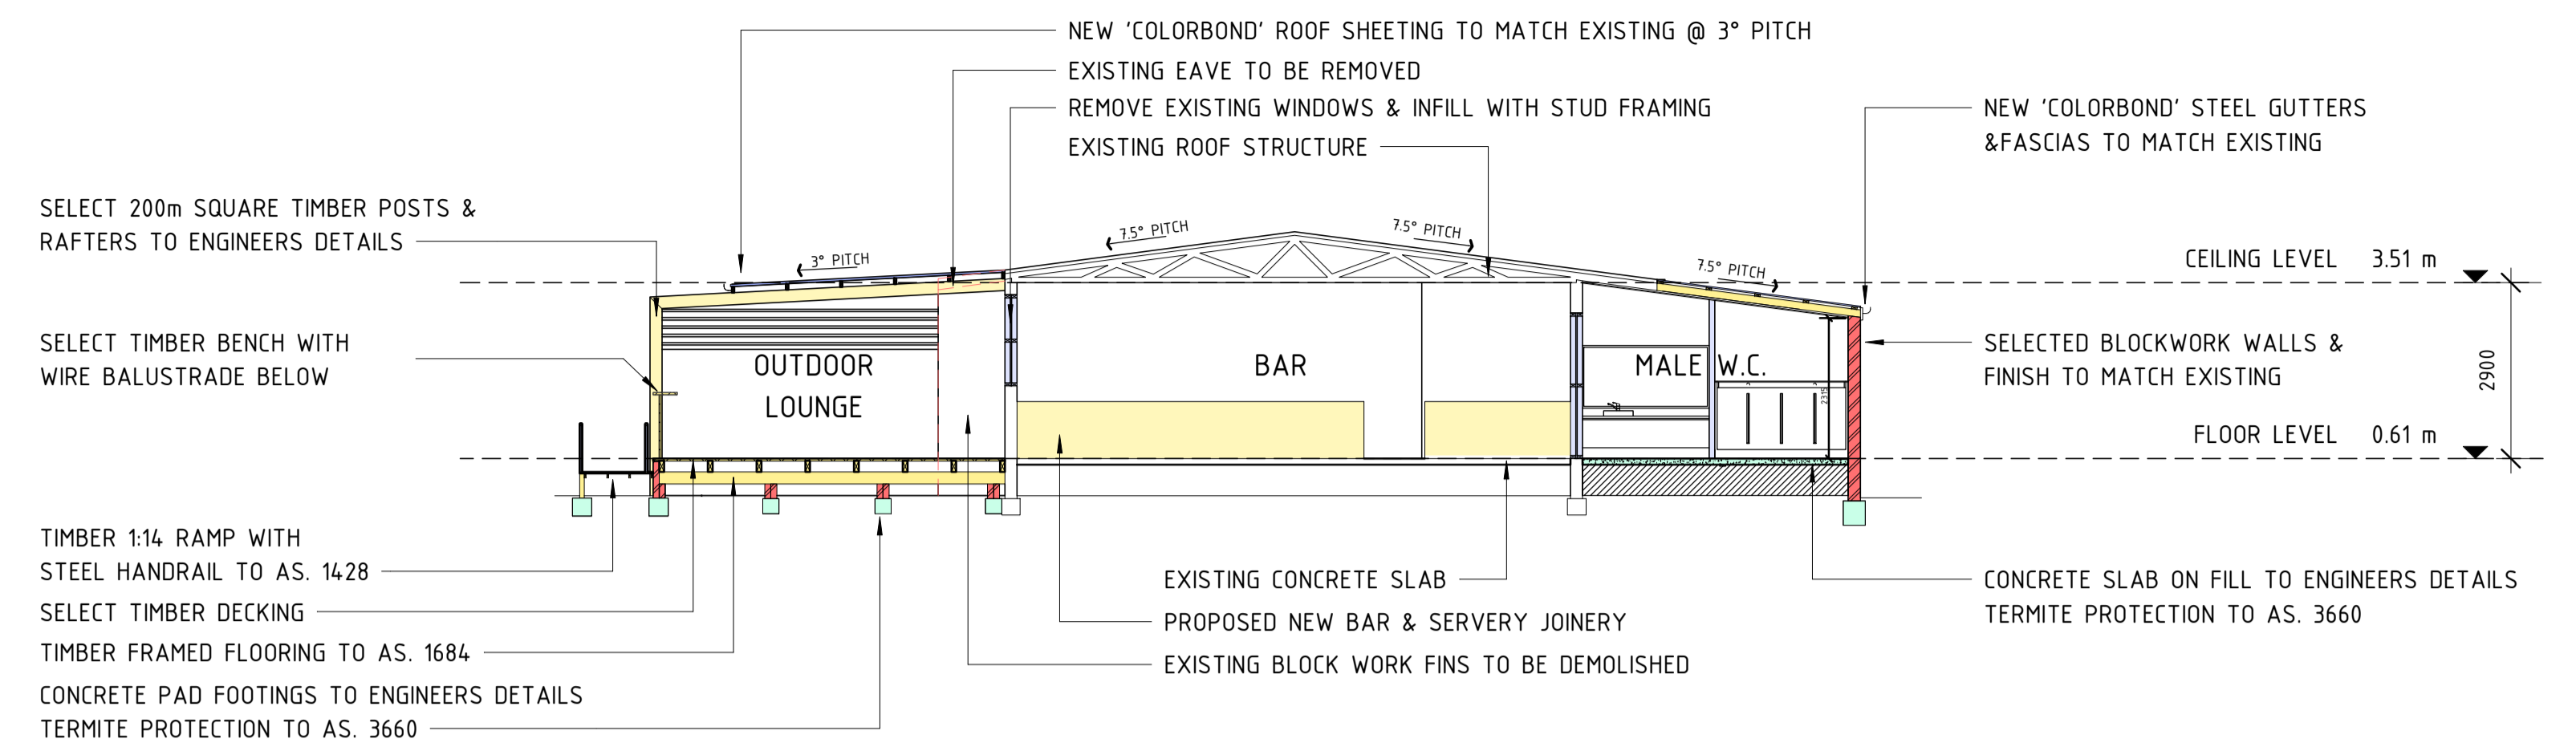 NEW 'COLORBOND' ROOF SHEETING TO MATCH EXISTING @ 3° PITCH
EXISTING EAVE TO BE REMOVED
REMOVE EXISTING WINDOWS & INFILL WITH STUD FRAMING
EXISTING ROOF STRUCTURE
NEW 'COLORBOND' STEEL GUTTERS
&FASCIAS TO MATCH EXISTING
SELECT 200m SQUARE TIMBER POSTS &
RAFTERS TO ENGINEERS DETAILS
7.5° PITCH
7.5° PITCH
3° PITCH
7.5° PITCH
CEILING LEVEL 3.51 m
SELECT TIMBER BENCH WITH
WIRE BALUSTRADE BELOW
OUTDOOR
LOUNGE
BAR
MALE W.C.
2315
SELECTED BLOCKWORK WALLS &
FINISH TO MATCH EXISTING
2900
FLOOR LEVEL 0.61 m
TIMBER 1:14 RAMP WITH
STEEL HANDRAIL TO AS. 1428
SELECT TIMBER DECKING
TIMBER FRAMED FLOORING TO AS. 1684
CONCRETE PAD FOOTINGS TO ENGINEERS DETAILS
TERMITE PROTECTION TO AS. 3660
EXISTING CONCRETE SLAB
PROPOSED NEW BAR & SERVERY JOINERY
EXISTING BLOCK WORK FINS TO BE DEMOLISHED
CONCRETE SLAB ON FILL TO ENGINEERS DETAILS
TERMITE PROTECTION TO AS. 3660